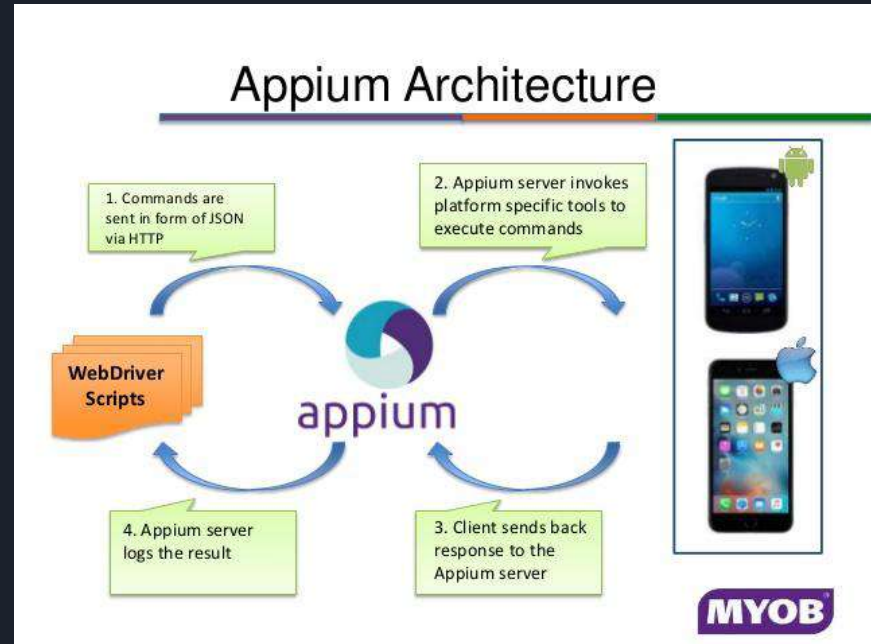 Appium Architecture
1. Commands are
sent in form of JSON
via HTTP
2. Appium server invokes
platform specific tools to
execute commands
WebDriver
Scripts
appium
4. Appium server
logs the result
3. Client sends back
response to the
Appium server
MYOB